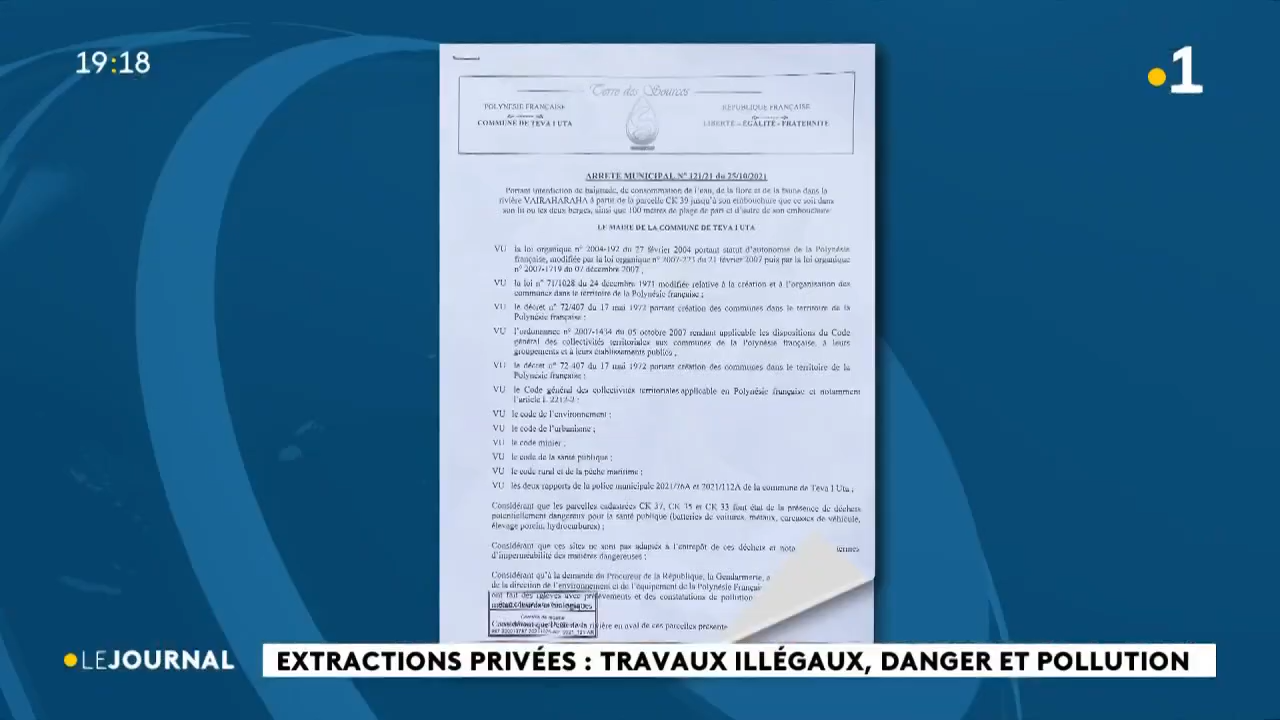 19:18
1
Terre des Sources
POLYNÉSIE FRANÇAISE
RÉPUBLIQUE FRANÇAISE
COMMUNE DE TEVA I UTA
LIBERTÉ – ÉGALITÉ – FRATERNITÉ
ARRETE MUNICIPAL N° 121/21 du 25/10/2021
Portant interdiction de baignade, de consommation de l'eau, de la flore et de la faune dans la
rivière VAIRAHARAHA à partir de la parcelle CK 39 jusqu'à son embouchure que ce soit dans
son lit ou les deux berges, ainsi que 100 mètres de plage de part et d'autre de son embouchure
LE MAIRE DE LA COMMUNE DE TEVA I UTA
VU la loi organique n° 2004-192 du 27 février 2004 portant statut d'autonomie de la Polynésie
française, modifiée par la loi organique n° 2007-223 du 21 février 2007 puis par la loi organique
n° 2007-1719 du 07 décembre 2007 ;
VU la loi n° 71/1028 du 24 décembre 1971 modifiée relative à la création et à l'organisation des
communes dans le territoire de la Polynésie française ;
VU le décret n° 72/407 du 17 mai 1972 portant création des communes dans le territoire de la
Polynésie française ;
VU l'ordonnance n° 2007-1434 du 05 octobre 2007 rendant applicable les dispositions du Code
général des collectivités territoriales aux communes de la Polynésie française, à leurs
groupements et à leurs établissements publics ;
VU le décret n° 72-407 du 17 mai 1972 portant création des communes dans le territoire de la
Polynésie française ;
VU le Code général des collectivités territoriales applicable en Polynésie française et notamment
l'article L 2213-2 ;
VU le code de l'environnement ;
VU le code de l'urbanisme ;
VU le code minier ;
VU le code de la santé publique ;
VU le code rural et de la pêche maritime ;
VU les deux rapports de la police municipale 2021/76A et 2021/112A de la commune de Teva I Uta ;
Considérant que les parcelles cadastrées CK 37, CK 35 et CK 33 font état de la présence de déchets
potentiellement dangereux pour la santé publique (batteries de voitures, métaux, carcasses de véhicule,
élevage porcin, hydrocarbures) ;
Considérant que ces sites ne sont pas adaptés à l'entrepôt de ces déchets et termes
d'imperméabilité des matières dangereuses ;
Considérant qu'à la demande du Procureur de la République, la Gendarmerie, a
de la direction de l'environnement et de l'équipement de la Polynésie Françai
ont fait des relevés avec prélèvements et des constatations de pollution
Considérant que rivière en aval de ces parcelles présente
LE JOURNAL
EXTRACTIONS PRIVÉES : TRAVAUX ILLÉGAUX, DANGER ET POLLUTION